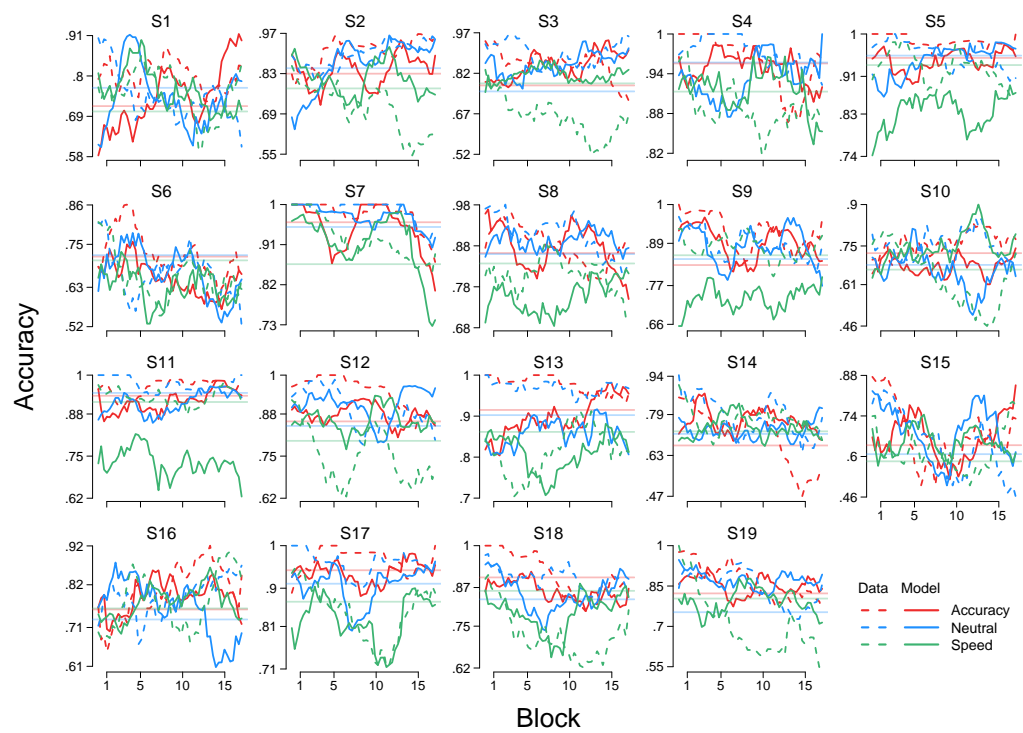 S1 S2 S3 S4 S5
.91 .97 .97 1 1
.8 .83 .82 .94 .91
.69 .69 .67 .88 .83
.58 .55 .52 .82 .74
S6 S7 S8 S9 S10
.86 1 .98 1 .9
.75 .91 .88 .89 .75
.63 .82 .78 .77 .61
.52 .73 .68 .66 .46
Accuracy
S11 S12 S13 S14 S15
1 1 1 .94 .88
.88 .88 .9 .79 .74
.75 .75 .8 .63 .6
.62 .62 .7 .47 .46
1 5 10 15
S16 S17 S18 S19
.92 1 1 1
.82 .9 .87 .85
.71 .81 .75 .7
.61 .71 .62 .55
1 5 10 15 1 5 10 15 1 5 10 15 1 5 10 15
Data Model
Accuracy
Neutral
Speed
Block